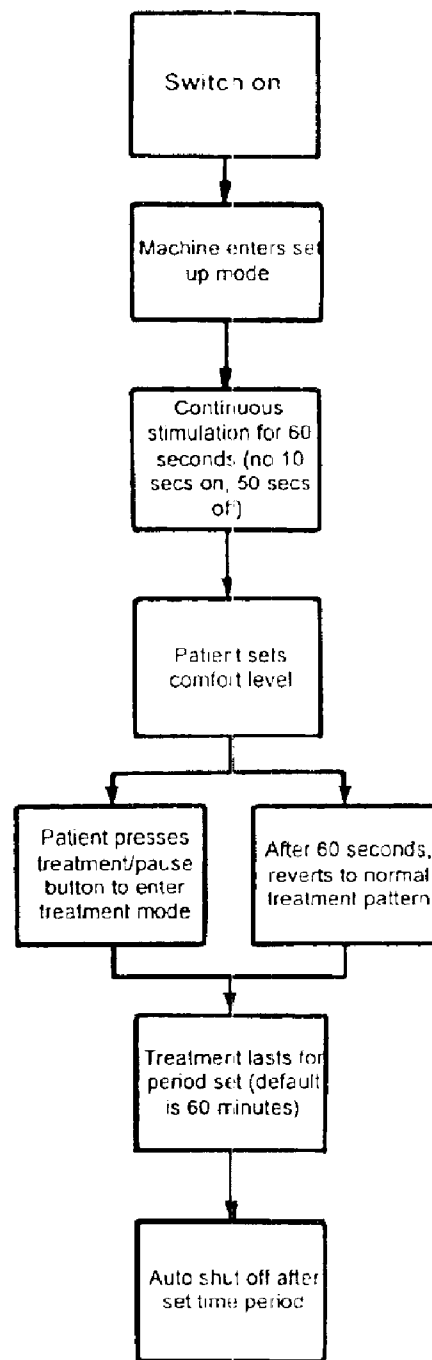 Switch on
Machine enters set
up mode
Continuous
stimulation for 60
seconds (no 10
secs on, 50 secs
off)
Patient sets
comfort level
Patient presses
treatment/pause
button to enter
treatment mode
After 60 seconds,
reverts to normal
treatment pattern
Treatment lasts for
period set (default
is 60 minutes)
Auto shut off after
set time period